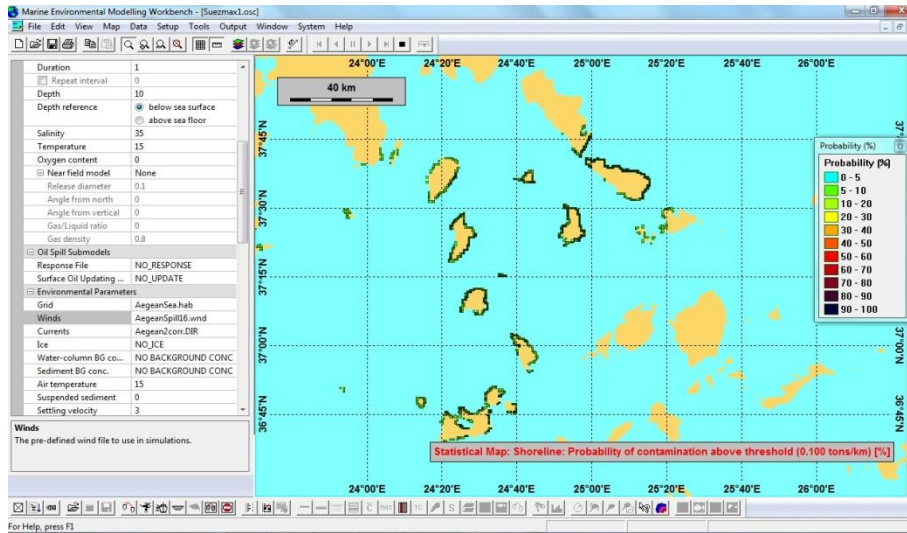 Marine Environmental Modelling Workbench - [Suezmax1.osc]
File Edit View Map Data Setup Tools Output Window System Help
Duration 1
Repeat interval 0
Depth 10
Depth reference below sea surface
above sea floor
Salinity 35
Temperature 15
Oxygen content 0
Near field model None
Release diameter 0.1
Angle from north 0
Angle from vertical 0
Gas/Liquid ratio 0
Gas density 0.8
Oil Spill Submodels
Response File NO_RESPONSE
Surface Oil Updating ... NO_UPDATE
Environmental Parameters
Grid AegeanSea.hab
Winds AegeanSpill16.wnd
Currents Aegean2corr.DIR
Ice NO_ICE
Water-column BG co... NO BACKGROUND CONC
Sediment BG conc. NO BACKGROUND CONC
Air temperature 15
Suspended sediment 0
Settling velocity 3
Winds
The pre-defined wind file to use in simulations.
24°00'E 24°20'E 24°40'E 25°00'E 25°20'E 25°40'E 26°00'E
40 km
37°45'N
37°30'N
37°15'N
37°00'N 37°00'N
36°45'N 36°45'N
Probability (%)
Probability (%)
0 - 5
5 - 10
10 - 20
20 - 30
30 - 40
40 - 50
50 - 60
60 - 70
70 - 80
80 - 90
90 - 100
Statistical Map: Shoreline: Probability of contamination above threshold (0.100 tons/km) [%]
24°00'E 24°20'E 24°40'E 25°00'E 25°20'E 25°40'E 26°00'E
For Help, press F1